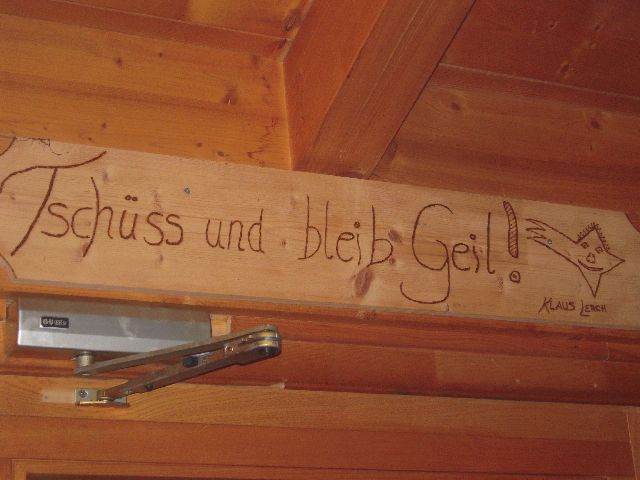 Tschüss und bleib Geil!
KLAUS LERCH